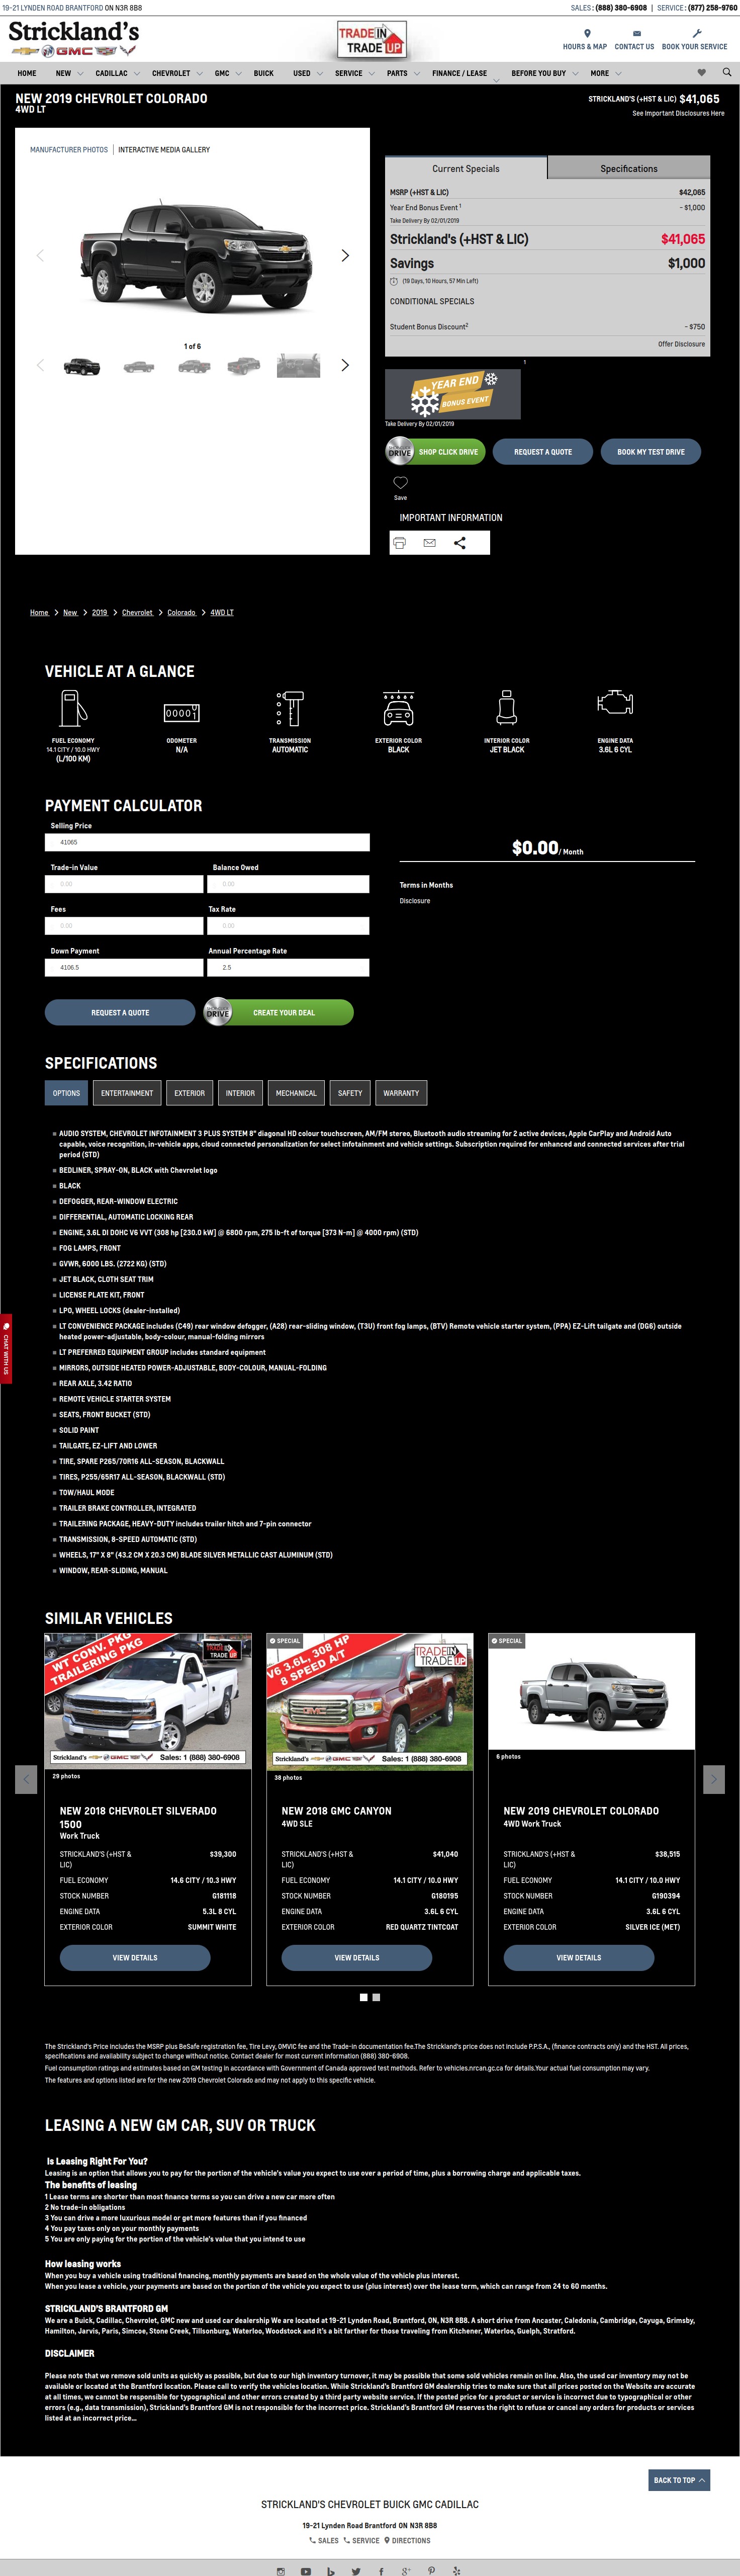 19-21 LYNDEN ROAD BRANTFORD ON N3R 8B8
SALES: (888) 380-6908 | SERVICE: (877) 258-9760
Strickland's
GMC
TRADE IN TRADE UP
HOURS & MAP CONTACT US BOOK YOUR SERVICE
HOME NEW CADILLAC CHEVROLET GMC BUICK USED SERVICE PARTS FINANCE / LEASE BEFORE YOU BUY MORE
NEW 2019 CHEVROLET COLORADO
4WD LT
STRICKLAND'S (+HST & LIC) $41,065
See Important Disclosures Here
MANUFACTURER PHOTOS | INTERACTIVE MEDIA GALLERY
1 of 6
Current Specials
Specifications
MSRP (+HST & LIC) $42,065
Year End Bonus Event 1 - $1,000
Take Delivery By 02/01/2019
Strickland's (+HST & LIC) $41,065
Savings $1,000
(19 Days, 10 Hours, 57 Min Left)
CONDITIONAL SPECIALS
Student Bonus Discount2 - $750
Offer Disclosure
1
YEAR END
BONUS EVENT
Take Delivery By 02/01/2019
DRIVE SHOP CLICK DRIVE
REQUEST A QUOTE
BOOK MY TEST DRIVE
Save
IMPORTANT INFORMATION
Home > New > 2019 > Chevrolet > Colorado > 4WD LT
VEHICLE AT A GLANCE
00001
FUEL ECONOMY
14.1 CITY / 10.0 HWY
(L/100 KM)
ODOMETER
N/A
TRANSMISSION
AUTOMATIC
EXTERIOR COLOR
BLACK
INTERIOR COLOR
JET BLACK
ENGINE DATA
3.6L 6 CYL
PAYMENT CALCULATOR
Selling Price
41065
Trade-in Value
Balance Owed
0.00
0.00
Fees
Tax Rate
0.00
0.00
Down Payment
Annual Percentage Rate
4106.5
2.5
$0.00/ Month
Terms in Months
Disclosure
REQUEST A QUOTE
DRIVE CREATE YOUR DEAL
SPECIFICATIONS
OPTIONS ENTERTAINMENT EXTERIOR INTERIOR MECHANICAL SAFETY WARRANTY
AUDIO SYSTEM, CHEVROLET INFOTAINMENT 3 PLUS SYSTEM 8" diagonal HD colour touchscreen, AM/FM stereo, Bluetooth audio streaming for 2 active devices, Apple CarPlay and Android Auto
capable, voice recognition, in-vehicle apps, cloud connected personalization for select infotainment and vehicle settings. Subscription required for enhanced and connected services after trial
period (STD)
BEDLINER, SPRAY-ON, BLACK with Chevrolet logo
BLACK
DEFOGGER, REAR-WINDOW ELECTRIC
DIFFERENTIAL, AUTOMATIC LOCKING REAR
ENGINE, 3.6L DI DOHC V6 VVT (308 hp [230.0 kW] @ 6800 rpm, 275 lb-ft of torque [373 N-m] @ 4000 rpm) (STD)
FOG LAMPS, FRONT
GVWR, 6000 LBS. (2722 KG) (STD)
JET BLACK, CLOTH SEAT TRIM
LICENSE PLATE KIT, FRONT
LPO, WHEEL LOCKS (dealer-installed)
LT CONVENIENCE PACKAGE includes (C49) rear window defogger, (A28) rear-sliding window, (T3U) front fog lamps, (BTV) Remote vehicle starter system, (PPA) EZ-Lift tailgate and (DG6) outside
heated power-adjustable, body-colour, manual-folding mirrors
LT PREFERRED EQUIPMENT GROUP includes standard equipment
MIRRORS, OUTSIDE HEATED POWER-ADJUSTABLE, BODY-COLOUR, MANUAL-FOLDING
REAR AXLE, 3.42 RATIO
REMOTE VEHICLE STARTER SYSTEM
SEATS, FRONT BUCKET (STD)
SOLID PAINT
TAILGATE, EZ-LIFT AND LOWER
TIRE, SPARE P265/70R16 ALL-SEASON, BLACKWALL
TIRES, P255/65R17 ALL-SEASON, BLACKWALL (STD)
TOW/HAUL MODE
TRAILER BRAKE CONTROLLER, INTEGRATED
TRAILERING PACKAGE, HEAVY-DUTY includes trailer hitch and 7-pin connector
TRANSMISSION, 8-SPEED AUTOMATIC (STD)
WHEELS, 17" X 8" (43.2 CM X 20.3 CM) BLADE SILVER METALLIC CAST ALUMINUM (STD)
WINDOW, REAR-SLIDING, MANUAL
CHAT WITH US
SIMILAR VEHICLES
WT CONV. PKG
TRAILERING PKG
TRADE IN TRADE UP
Strickland's GMC Sales: 1 (888) 380-6908
29 photos
NEW 2018 CHEVROLET SILVERADO
1500
Work Truck
STRICKLAND'S (+HST & LIC) $39,300
FUEL ECONOMY 14.6 CITY / 10.3 HWY
STOCK NUMBER G181118
ENGINE DATA 5.3L 8 CYL
EXTERIOR COLOR SUMMIT WHITE
VIEW DETAILS
SPECIAL
V6 3.6L, 308 HP
8 SPEED A/T
TRADE IN TRADE UP
Strickland's GMC Sales: 1 (888) 380-6908
38 photos
NEW 2018 GMC CANYON
4WD SLE
STRICKLAND'S (+HST & LIC) $41,040
FUEL ECONOMY 14.1 CITY / 10.0 HWY
STOCK NUMBER G180195
ENGINE DATA 3.6L 6 CYL
EXTERIOR COLOR RED QUARTZ TINTCOAT
VIEW DETAILS
SPECIAL
6 photos
NEW 2019 CHEVROLET COLORADO
4WD Work Truck
STRICKLAND'S (+HST & LIC) $38,515
FUEL ECONOMY 14.1 CITY / 10.0 HWY
STOCK NUMBER G190394
ENGINE DATA 3.6L 6 CYL
EXTERIOR COLOR SILVER ICE (MET)
VIEW DETAILS
The Strickland's Price includes the MSRP plus BeSafe registration fee, Tire Levy, OMVIC fee and the Trade-In documentation fee.The Strickland's price does not include P.P.S.A., (finance contracts only) and the HST. All prices,
specifications and availability subject to change without notice. Contact dealer for most current information (888) 380-6908.
Fuel consumption ratings and estimates based on GM testing in accordance with Government of Canada approved test methods. Refer to vehicles.nrcan.gc.ca for details.Your actual fuel consumption may vary.
The features and options listed are for the new 2019 Chevrolet Colorado and may not apply to this specific vehicle.
LEASING A NEW GM CAR, SUV OR TRUCK
Is Leasing Right For You?
Leasing is an option that allows you to pay for the portion of the vehicle's value you expect to use over a period of time, plus a borrowing charge and applicable taxes.
The benefits of leasing
1 Lease terms are shorter than most finance terms so you can drive a new car more often
2 No trade-in obligations
3 You can drive a more luxurious model or get more features than if you financed
4 You pay taxes only on your monthly payments
5 You are only paying for the portion of the vehicle's value that you intend to use
How leasing works
When you buy a vehicle using traditional financing, monthly payments are based on the whole value of the vehicle plus interest.
When you lease a vehicle, your payments are based on the portion of the vehicle you expect to use (plus interest) over the lease term, which can range from 24 to 60 months.
STRICKLAND'S BRANTFORD GM
We are a Buick, Cadillac, Chevrolet, GMC new and used car dealership We are located at 19-21 Lynden Road, Brantford, ON, N3R 8B8. A short drive from Ancaster, Caledonia, Cambridge, Cayuga, Grimsby,
Hamilton, Jarvis, Paris, Simcoe, Stone Creek, Tillsonburg, Waterloo, Woodstock and it's a bit farther for those traveling from Kitchener, Waterloo, Guelph, Stratford.
DISCLAIMER
Please note that we remove sold units as quickly as possible, but due to our high inventory turnover, it may be possible that some sold vehicles remain on line. Also, the used car inventory may not be
available or located at the Brantford location. Please call to verify the vehicles location. While Strickland's Brantford GM dealership tries to make sure that all prices posted on the Website are accurate
at all times, we cannot be responsible for typographical and other errors created by a third party website service. If the posted price for a product or service is incorrect due to typographical or other
errors (e.g., data transmission), Strickland's Brantford GM is not responsible for the incorrect price. Strickland's Brantford GM reserves the right to refuse or cancel any orders for products or services
listed at an incorrect price...
BACK TO TOP
STRICKLAND'S CHEVROLET BUICK GMC CADILLAC
19-21 Lynden Road Brantford ON N3R 8B8
SALES SERVICE DIRECTIONS